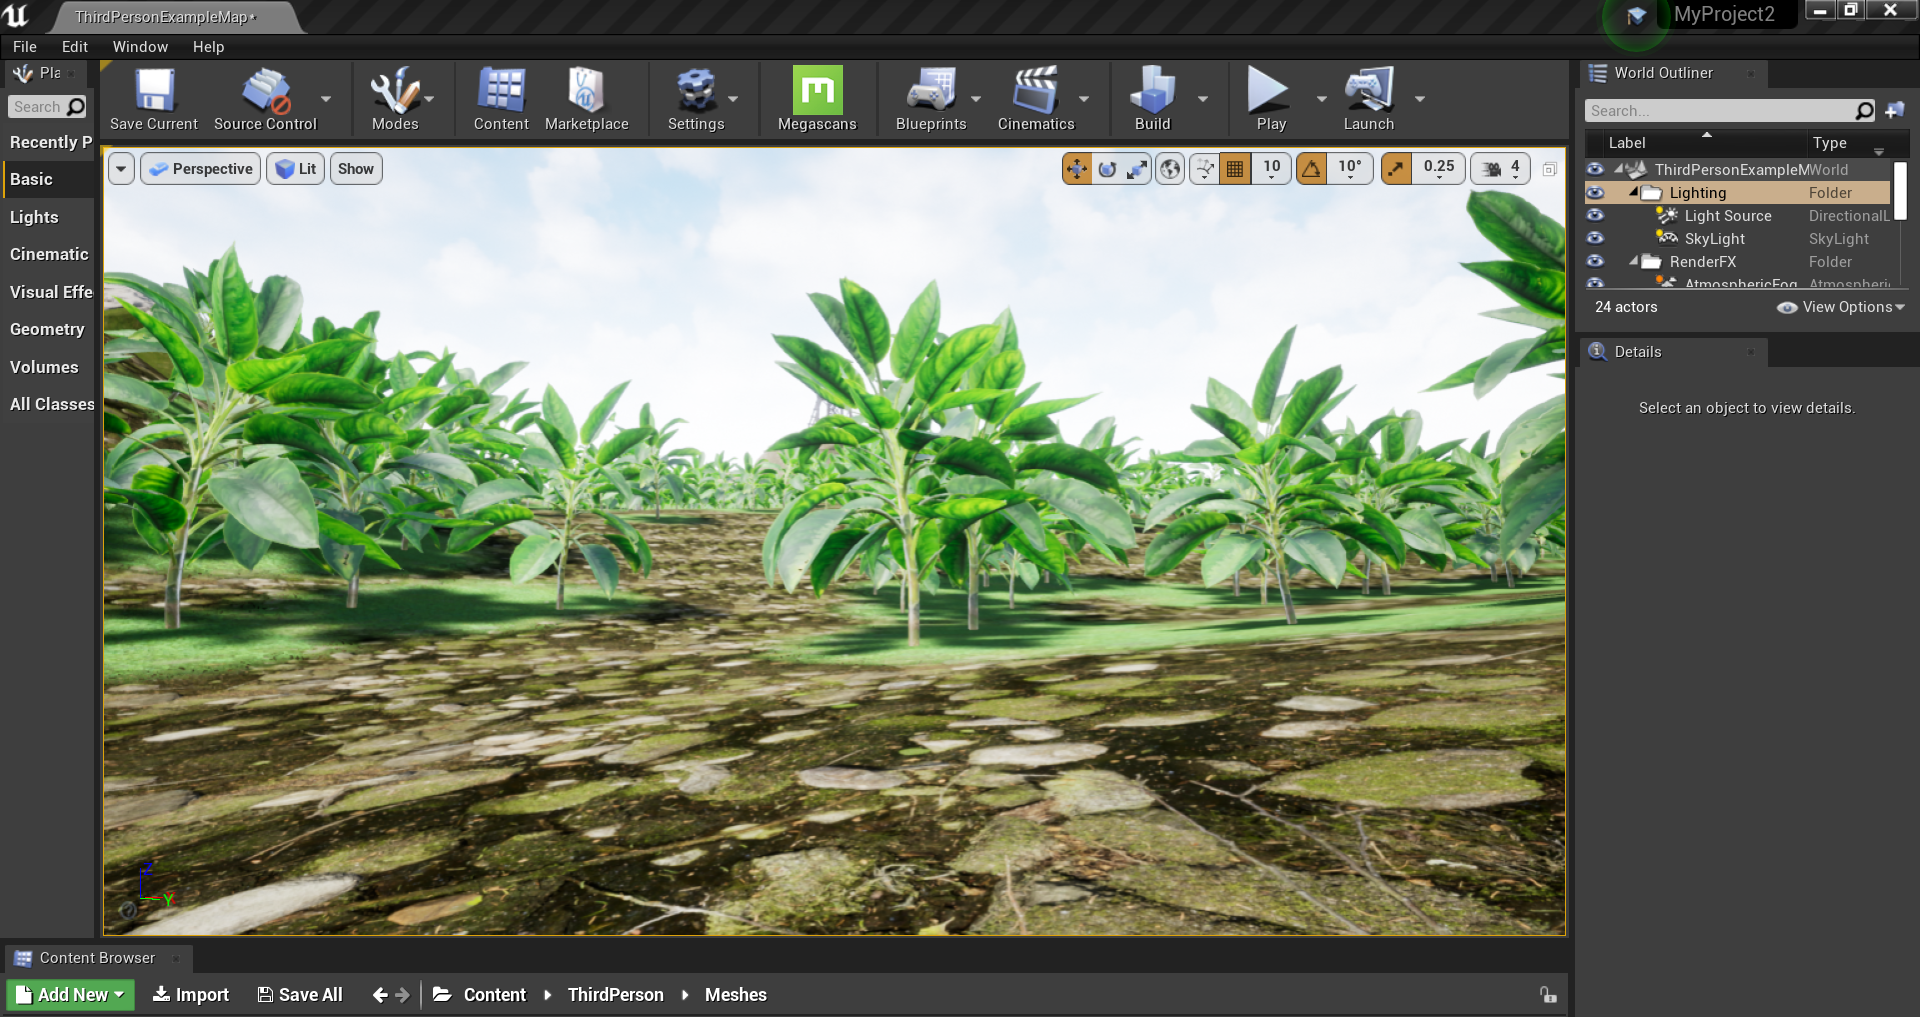 ThirdPersonExampleMap*
MyProject2
File Edit Window Help
Pla
Search
Recently P
Basic
Lights
Cinematic
Visual Effe
Geometry
Volumes
All Classes
Save Current
Source Control
Modes
Content
Marketplace
Settings
Megascans
Blueprints
Cinematics
Build
Play
Launch
Perspective
Lit
Show
10
10°
0.25
4
Z
Y
World Outliner
Search...
Label Type
ThirdPersonExampleM World
Lighting Folder
Light Source DirectionalL
SkyLight SkyLight
RenderFX Folder
AtmosphericFog Atmospheri
24 actors
View Options
Details
Select an object to view details.
Content Browser
Add New
Import
Save All
Content
ThirdPerson
Meshes